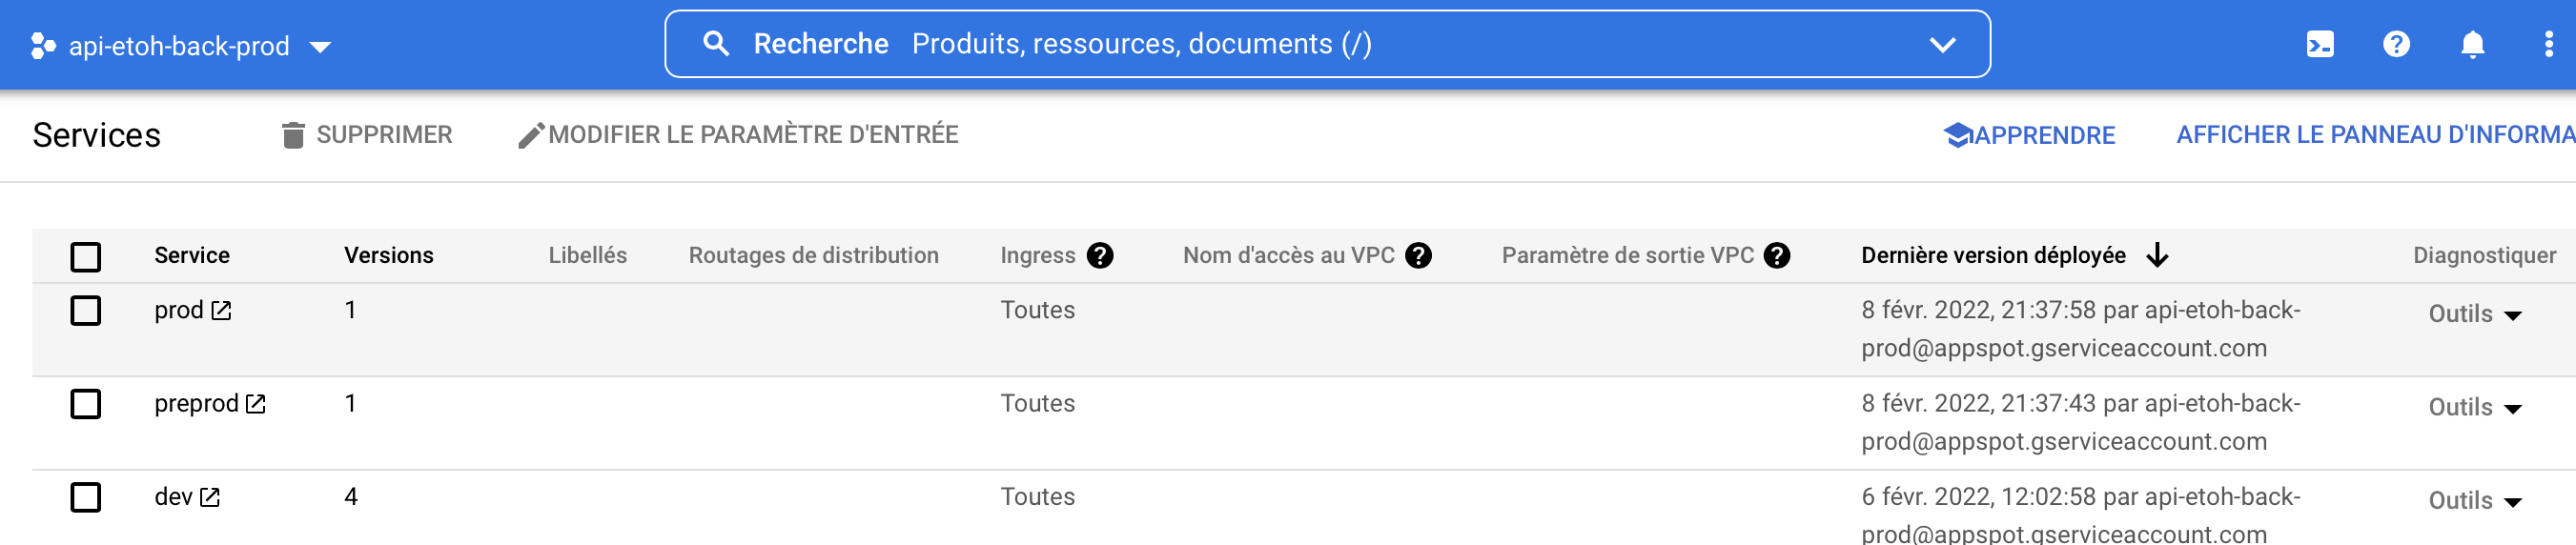 api-etoh-back-prod
Recherche Produits, ressources, documents (/)
Services SUPPRIMER MODIFIER LE PARAMÈTRE D'ENTRÉE APPRENDRE AFFICHER LE PANNEAU D'INFORMA
Service Versions Libellés Routages de distribution Ingress Nom d'accès au VPC Paramètre de sortie VPC Dernière version déployée Diagnostiquer
prod 1 Toutes 8 févr. 2022, 21:37:58 par api-etoh-back- Outils
prod@appspot.gserviceaccount.com
preprod 1 Toutes 8 févr. 2022, 21:37:43 par api-etoh-back- Outils
prod@appspot.gserviceaccount.com
dev 4 Toutes 6 févr. 2022, 12:02:58 par api-etoh-back- Outils
prod@appspot.gserviceaccount.com